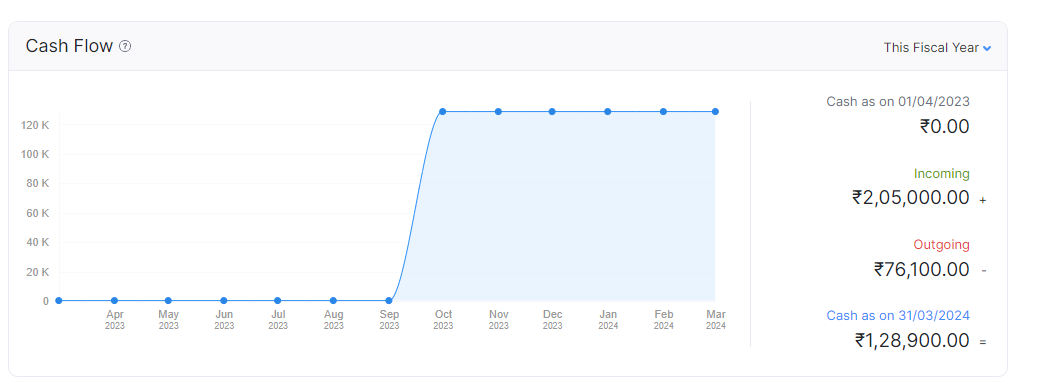 Cash Flow ?
This Fiscal Year
120 K
100 K
80 K
60 K
40 K
20 K
0
Apr May Jun Jul Aug Sep Oct Nov Dec Jan Feb Mar
2023 2023 2023 2023 2023 2023 2023 2023 2023 2024 2024 2024
Cash as on 01/04/2023
₹0.00
Incoming
₹2,05,000.00 +
Outgoing
₹76,100.00 -
Cash as on 31/03/2024
₹1,28,900.00 =